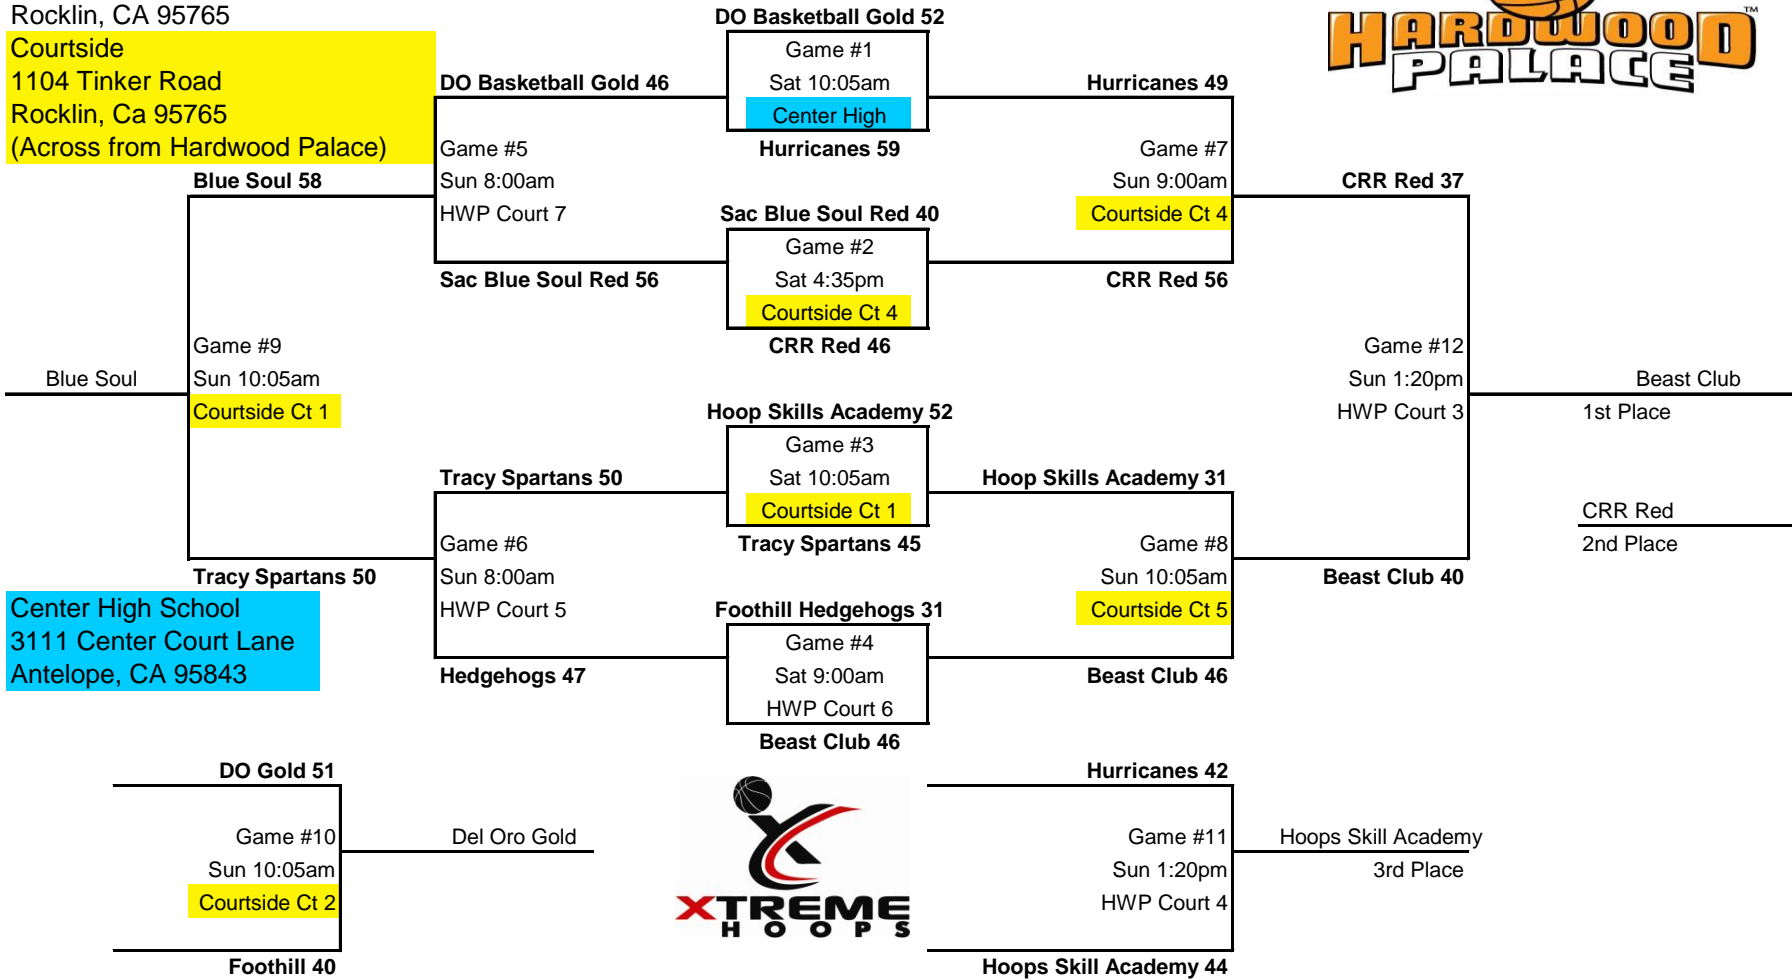 Rocklin, CA 95765
Courtside
1104 Tinker Road
Rocklin, Ca 95765
(Across from Hardwood Palace)
HARDWOOD
PALACE
TM
DO Basketball Gold 52
Game #1
Sat 10:05am
Center High
Hurricanes 59
DO Basketball Gold 46
Game #5
Sun 8:00am
HWP Court 7
Sac Blue Soul Red 56
Hurricanes 49
Game #7
Sun 9:00am
Courtside Ct 4
CRR Red 56
Blue Soul 58
CRR Red 37
Sac Blue Soul Red 40
Game #2
Sat 4:35pm
Courtside Ct 4
CRR Red 46
Game #9
Sun 10:05am
Courtside Ct 1
Blue Soul
Tracy Spartans 50
Game #12
Sun 1:20pm
HWP Court 3
Beast Club
1st Place
CRR Red
2nd Place
Hoop Skills Academy 52
Game #3
Sat 10:05am
Courtside Ct 1
Tracy Spartans 45
Tracy Spartans 50
Game #6
Sun 8:00am
HWP Court 5
Hedgehogs 47
Hoop Skills Academy 31
Game #8
Sun 10:05am
Courtside Ct 5
Beast Club 46
Beast Club 40
Center High School
3111 Center Court Lane
Antelope, CA 95843
Foothill Hedgehogs 31
Game #4
Sat 9:00am
HWP Court 6
Beast Club 46
DO Gold 51
Game #10
Sun 10:05am
Courtside Ct 2
Foothill 40
Del Oro Gold
XTREME
HOOPS
Hurricanes 42
Game #11
Sun 1:20pm
HWP Court 4
Hoops Skill Academy 44
Hoops Skill Academy
3rd Place